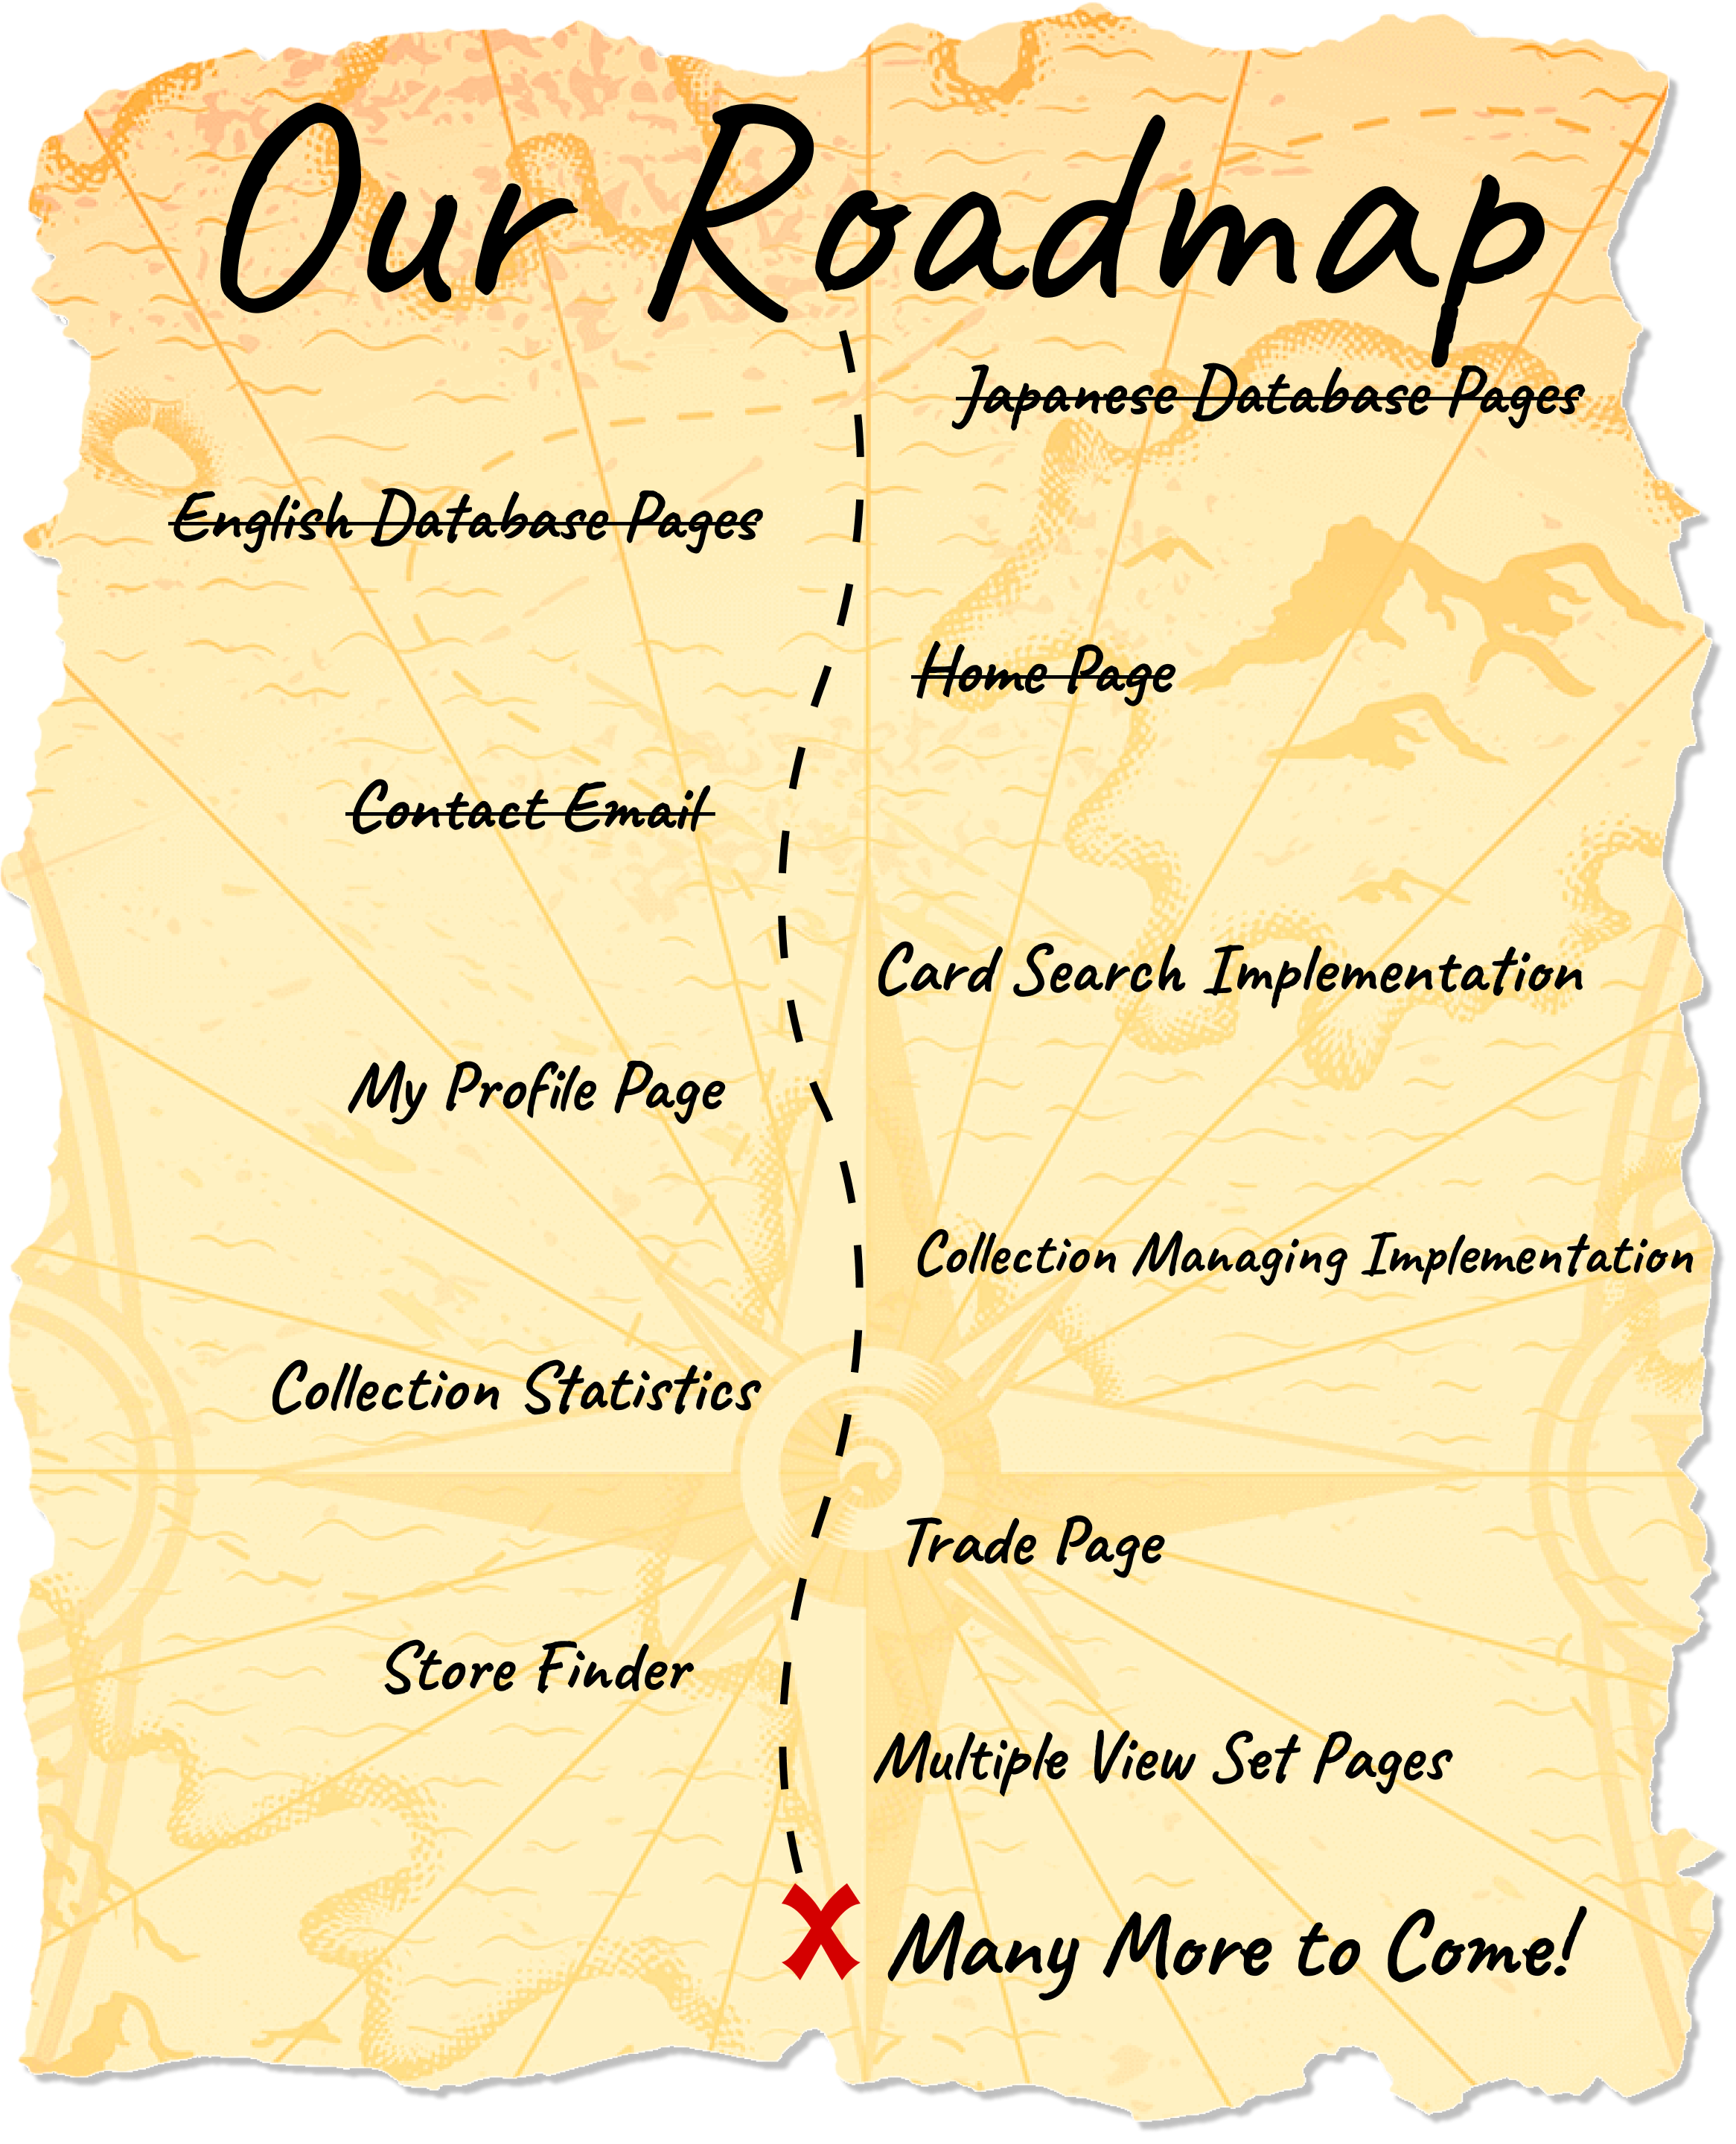 Our Roadmap
Japanese Database Pages
English Database Pages
Home Page
Contact Email
Card Search Implementation
My Profile Page
Collection Managing Implementation
Collection Statistics
Trade Page
Store Finder
Multiple View Set Pages
Many More to Come!